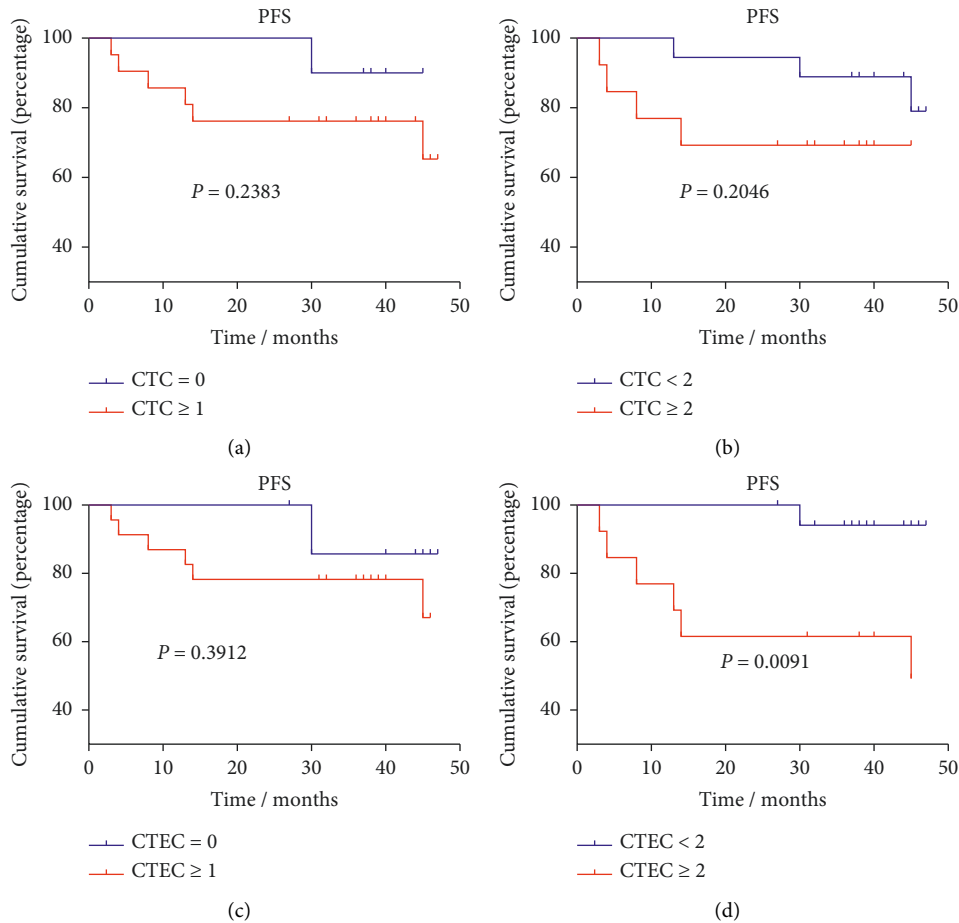 PFS
Cumulative survival (percentage)
100
80
60
40
P = 0.2383
0 10 20 30 40 50
Time / months
CTC = 0
CTC ≥ 1
(a)
PFS
Cumulative survival (percentage)
100
80
60
40
P = 0.2046
0 10 20 30 40 50
Time / months
CTC < 2
CTC ≥ 2
(b)
PFS
Cumulative survival (percentage)
100
80
60
40
P = 0.3912
0 10 20 30 40 50
Time / months
CTEC = 0
CTEC ≥ 1
(c)
PFS
Cumulative survival (percentage)
100
80
60
40
P = 0.0091
0 10 20 30 40 50
Time / months
CTEC < 2
CTEC ≥ 2
(d)